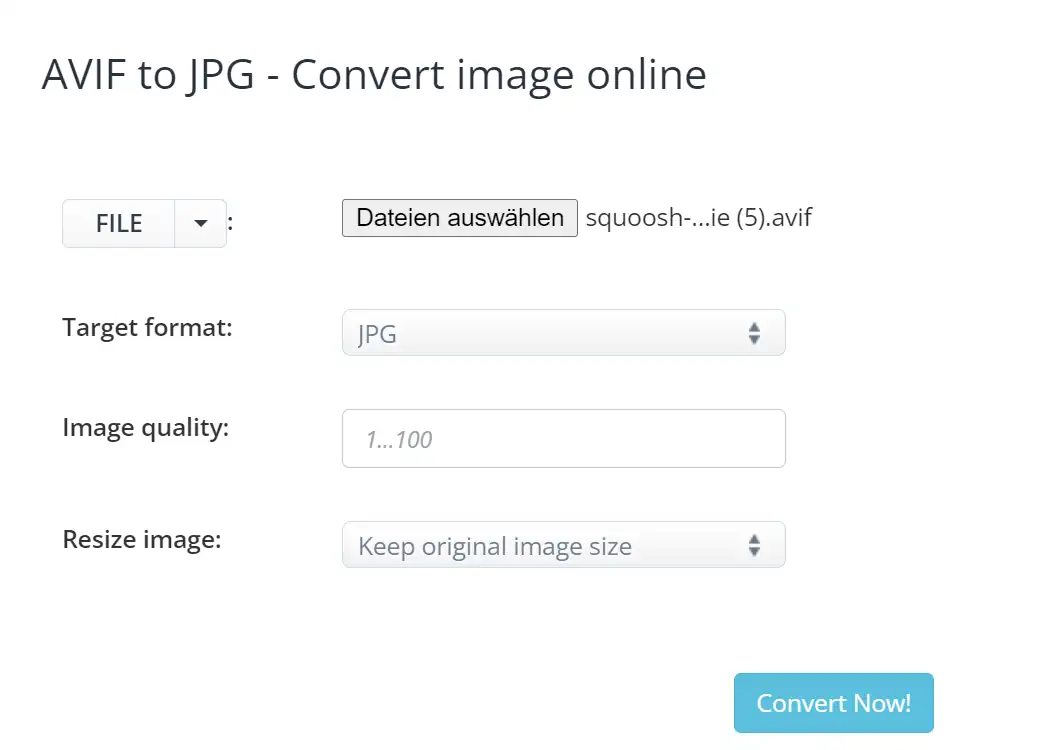 AVIF to JPG - Convert image online
FILE : Dateien auswählen squoosh-...ie (5).avif
Target format: JPG
Image quality: 1...100
Resize image: Keep original image size
Convert Now!